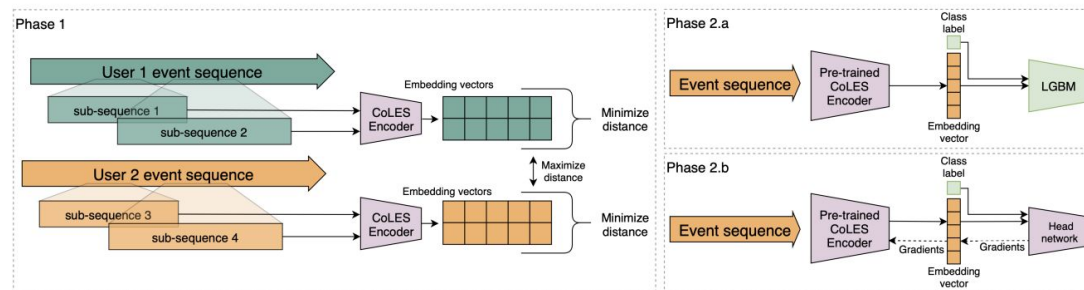 Phase 1
User 1 event sequence
sub-sequence 1
sub-sequence 2
CoLES
Encoder
Embedding vectors
Minimize
distance
Maximize
distance
User 2 event sequence
sub-sequence 3
sub-sequence 4
CoLES
Encoder
Embedding vectors
Minimize
distance
Phase 2.a
Event sequence
Pre-trained
CoLES
Encoder
Class
label
Embedding
vector
LGBM
Phase 2.b
Event sequence
Pre-trained
CoLES
Encoder
Class
label
Gradients
Gradients
Embedding
vector
Head
network